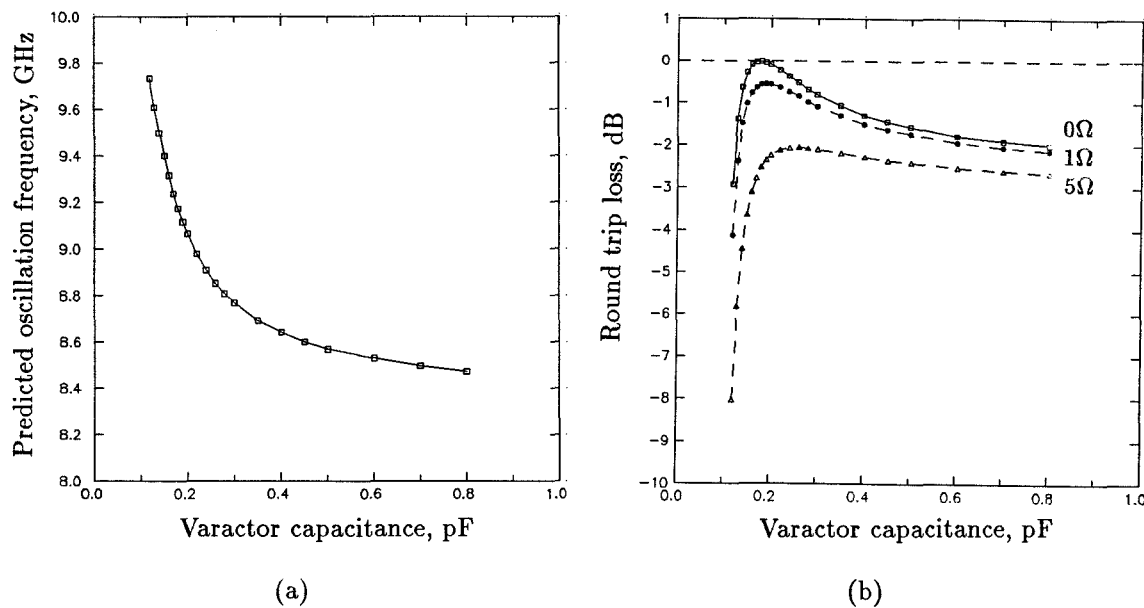 Predicted oscillation frequency, GHz
10.0
9.8
9.6
9.4
9.2
9.0
8.8
8.6
8.4
8.2
8.0
0.0 0.2 0.4 0.6 0.8 1.0
Varactor capacitance, pF
(a)
Round trip loss, dB
1
0
-1
-2
-3
-4
-5
-6
-7
-8
-9
-10
0Ω
1Ω
5Ω
0.0 0.2 0.4 0.6 0.8 1.0
Varactor capacitance, pF
(b)